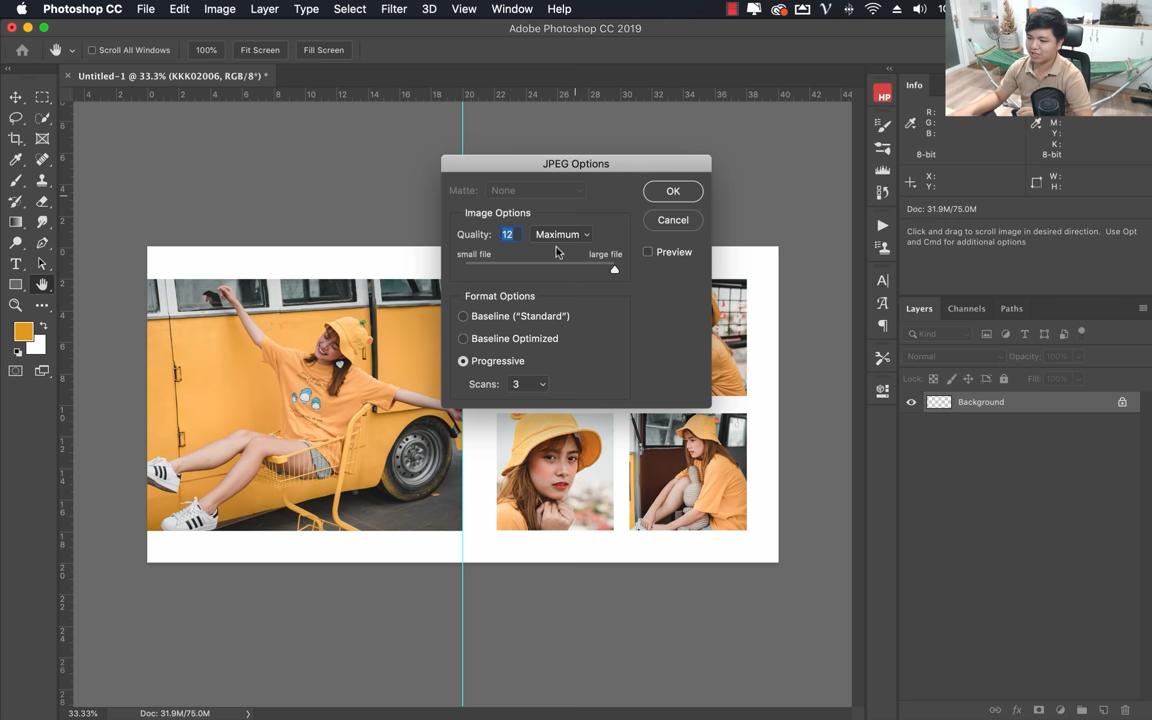 Photoshop CC File Edit Image Layer Type Select Filter 3D View Window Help
Adobe Photoshop CC 2019
Scroll All Windows 100% Fit Screen Fill Screen
Untitled-1 @ 33.3% (KKK02006, RGB/8*) *
Info
R:
G:
B:
M:
Y:
K:
8-bit 8-bit
X:
Y:
W:
H:
Doc: 31.9M/75.0M
Click and drag to scroll image in desired direction. Use Opt
and Cmd for additional options
JPEG Options
Matte: None
OK
Image Options
Cancel
Quality: 12 Maximum
small file large file
Preview
Format Options
Baseline ("Standard")
Baseline Optimized
Progressive
Scans: 3
Layers Channels Paths
Kind
Normal Opacity: 100%
Lock: Fill: 100%
Background
33.33% Doc: 31.9M/75.0M